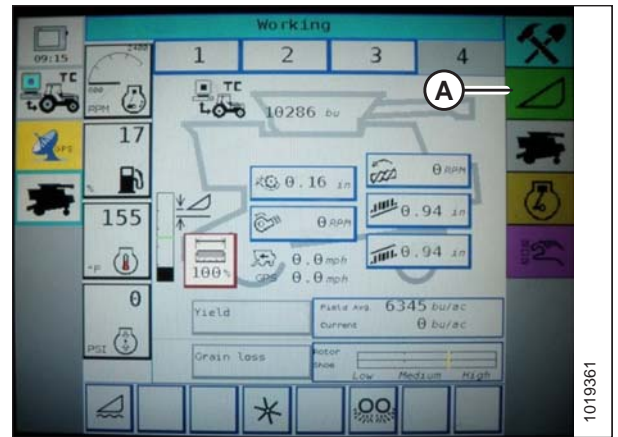 Working
09:15
2400
RPM
1 2 3 4
A
TC
TC
10286 bu
GPS
17
%
0.16 in
0 RPM
0 RPM
0.94 in
155
0.0 mph
0.94 in
100%
GPS 0.0 mph
0
PSI
Yield
Field Avg 6345 bu/ac
Current 0 bu/ac
Grain loss
Rotor
Shoe
Low Medium High
1019361